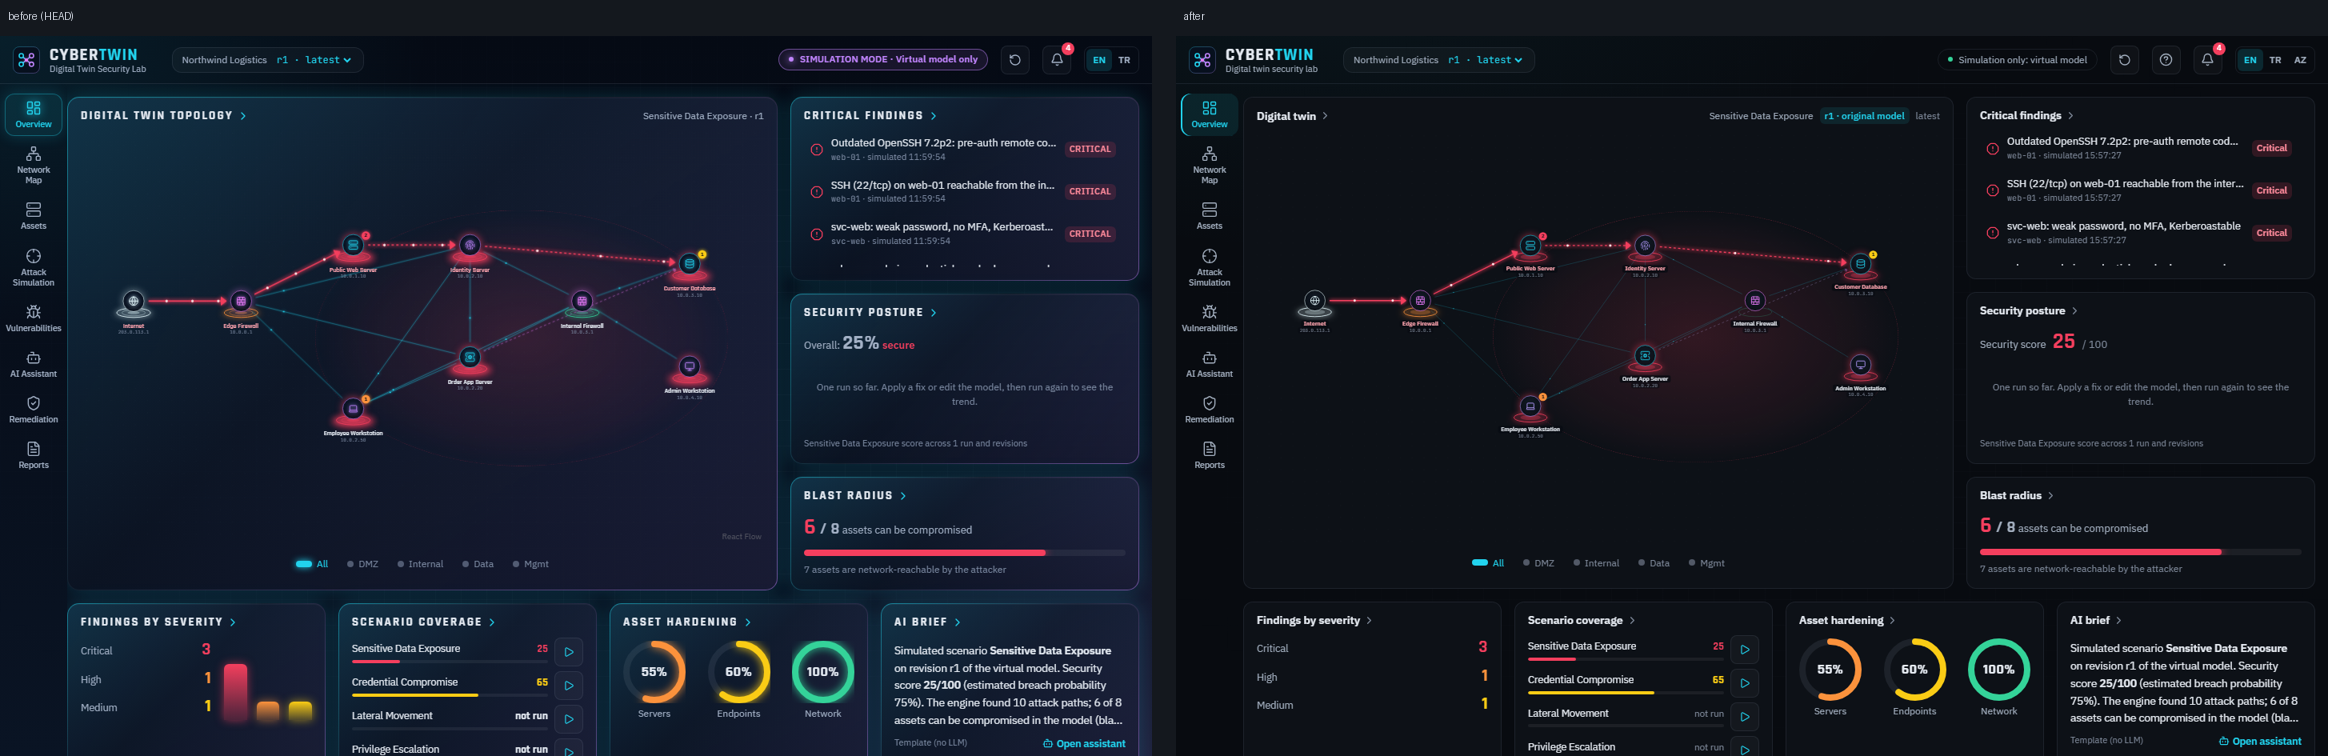 before (HEAD)
CYBERTWIN
Digital Twin Security Lab
Northwind Logistics r1 · latest
SIMULATION MODE · Virtual model only
4
EN TR
Overview
Network
Map
Assets
Attack
Simulation
Vulnerabilities
AI Assistant
Remediation
Reports
DIGITAL TWIN TOPOLOGY
Sensitive Data Exposure · r1
Public Web Server
Identity Server
Customer Database
Internet
Edge Firewall
Internal Firewall
Order App Server
Admin Workstation
Employee Workstation
React Flow
All DMZ Internal Data Mgmt
CRITICAL FINDINGS
Outdated OpenSSH 7.2p2: pre-auth remote co... CRITICAL
web-01 · simulated 11:59:54
SSH (22/tcp) on web-01 reachable from the in... CRITICAL
web-01 · simulated 11:59:54
svc-web: weak password, no MFA, Kerberoast... CRITICAL
svc-web · simulated 11:59:54
SECURITY POSTURE
Overall: 25% secure
One run so far. Apply a fix or edit the model, then run again to see the
trend.
Sensitive Data Exposure score across 1 run and revisions
BLAST RADIUS
6 / 8 assets can be compromised
7 assets are network-reachable by the attacker
FINDINGS BY SEVERITY
Critical 3
High 1
Medium 1
SCENARIO COVERAGE
Sensitive Data Exposure 25
Credential Compromise 65
Lateral Movement not run
Privilege Escalation not run
ASSET HARDENING
55% 60% 100%
Servers Endpoints Network
AI BRIEF
Simulated scenario Sensitive Data Exposure
on revision r1 of the virtual model. Security
score 25/100 (estimated breach probability
75%). The engine found 10 attack paths; 6 of 8
assets can be compromised in the model (bla...
Template (no LLM) Open assistant
after
CYBERTWIN
Digital twin security lab
Northwind Logistics r1 · latest
Simulation only: virtual model
4
EN TR AZ
Overview
Network
Map
Assets
Attack
Simulation
Vulnerabilities
AI Assistant
Remediation
Reports
Digital twin
Sensitive Data Exposure r1 · original model latest
Public Web Server
Identity Server
Customer Database
Internet
Edge Firewall
Internal Firewall
Order App Server
Admin Workstation
Employee Workstation
All DMZ Internal Data Mgmt
Critical findings
Outdated OpenSSH 7.2p2: pre-auth remote cod... Critical
web-01 · simulated 15:57:27
SSH (22/tcp) on web-01 reachable from the inter... Critical
web-01 · simulated 15:57:27
svc-web: weak password, no MFA, Kerberoastable Critical
svc-web · simulated 15:57:27
Security posture
Security score 25 / 100
One run so far. Apply a fix or edit the model, then run again to see the
trend.
Sensitive Data Exposure score across 1 run and revisions
Blast radius
6 / 8 assets can be compromised
7 assets are network-reachable by the attacker
Findings by severity
Critical 3
High 1
Medium 1
Scenario coverage
Sensitive Data Exposure 25
Credential Compromise 65
Lateral Movement not run
Privilege Escalation not run
Asset hardening
55% 60% 100%
Servers Endpoints Network
AI brief
Simulated scenario Sensitive Data Exposure
on revision r1 of the virtual model. Security
score 25/100 (estimated breach probability
75%). The engine found 10 attack paths; 6 of 8
assets can be compromised in the model (bla...
Template (no LLM) Open assistant